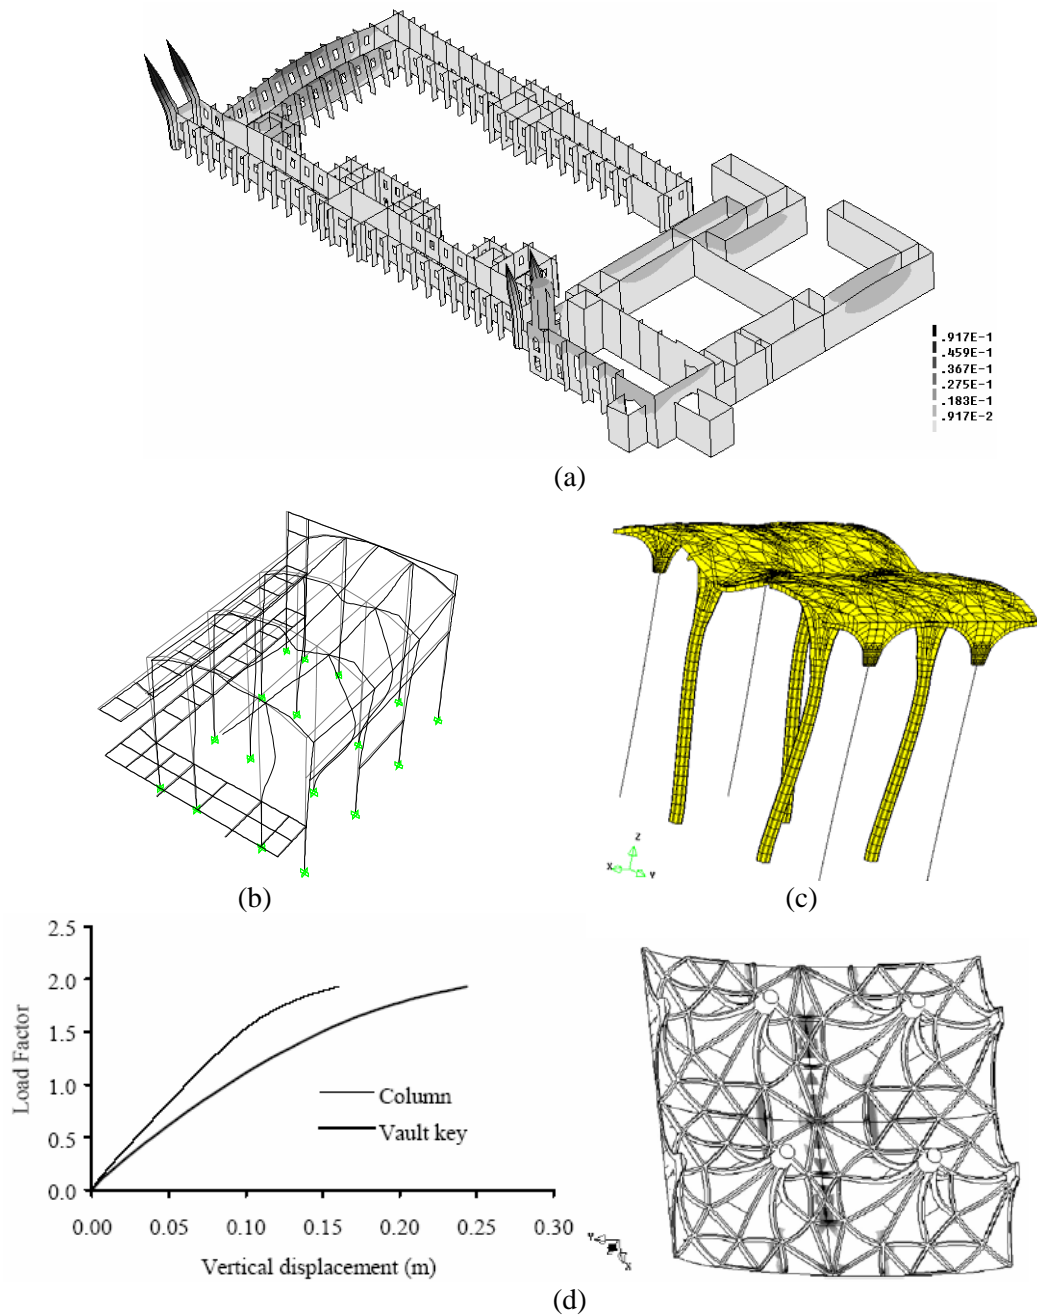 .917E-1
.459E-1
.367E-1
.275E-1
.183E-1
.917E-2
(a)
(b)
Z
X
Y
(c)
2.5
2.0
1.5
1.0
0.5
0.0
Load Factor
Column
Vault key
0.00 0.05 0.10 0.15 0.20 0.25 0.30
Vertical displacement (m)
Y
X
(d)